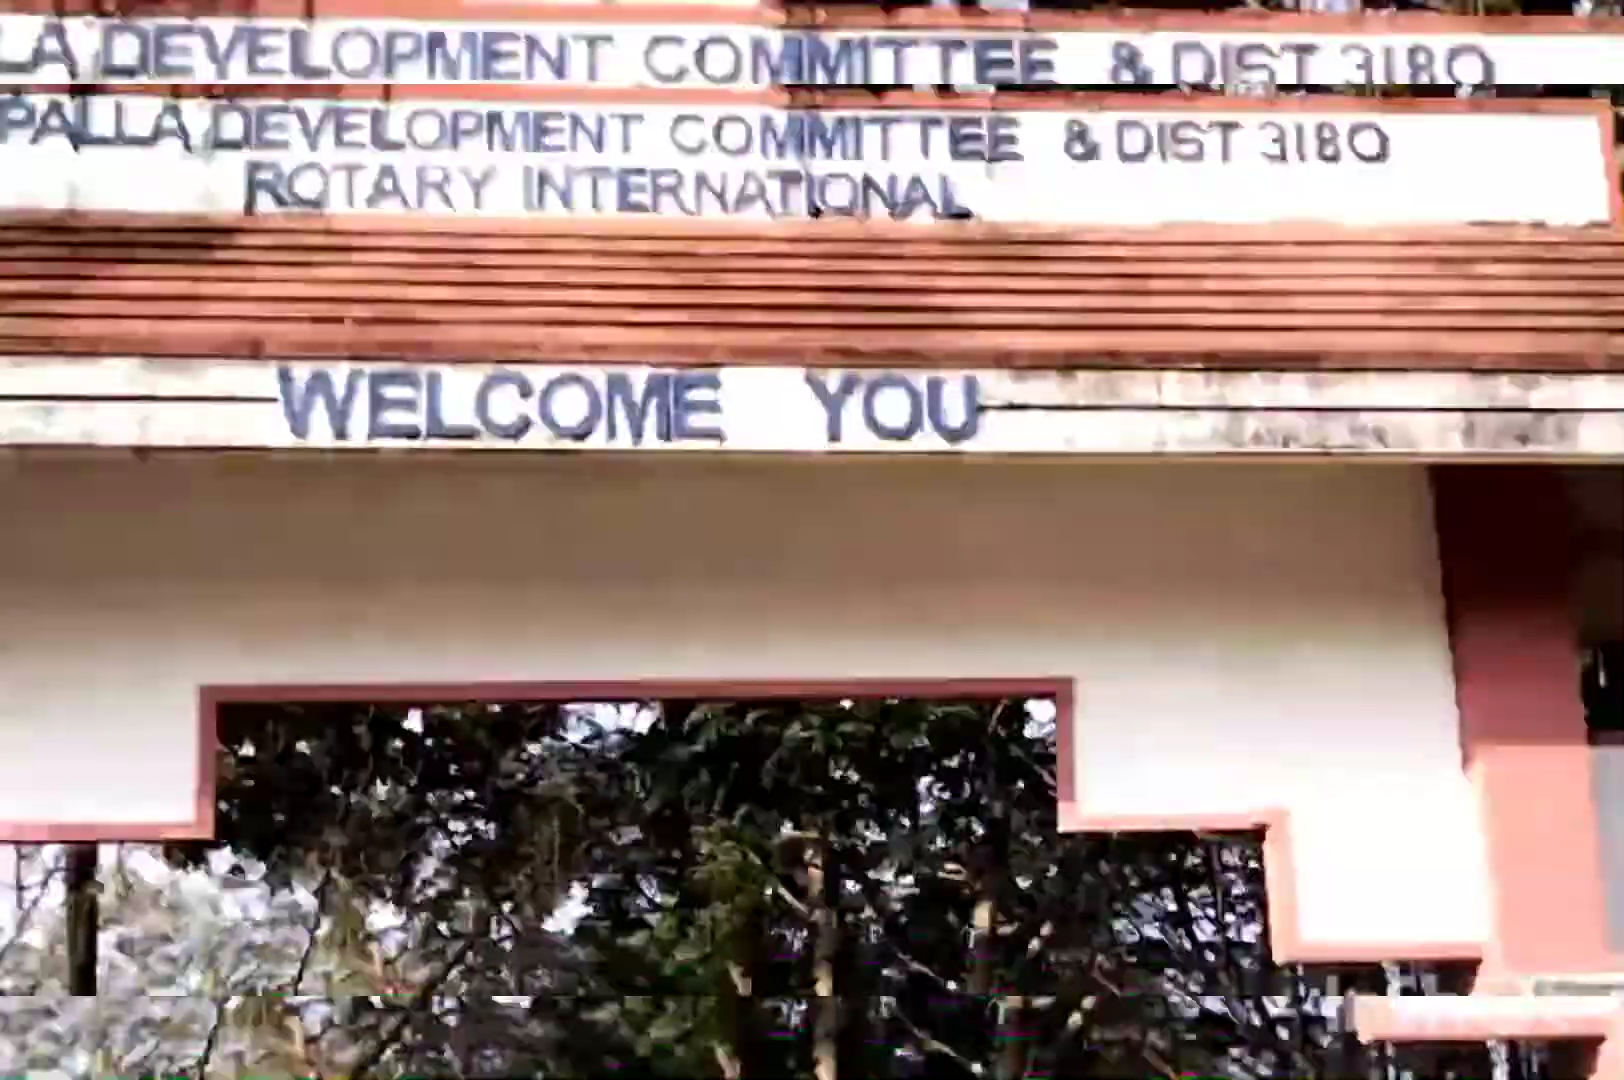 LA DEVELOPMENT COMMITTEE & DIST 3180
PALLA DEVELOPMENT COMMITTEE & DIST 3180
ROTARY INTERNATIONAL
WELCOME YOU